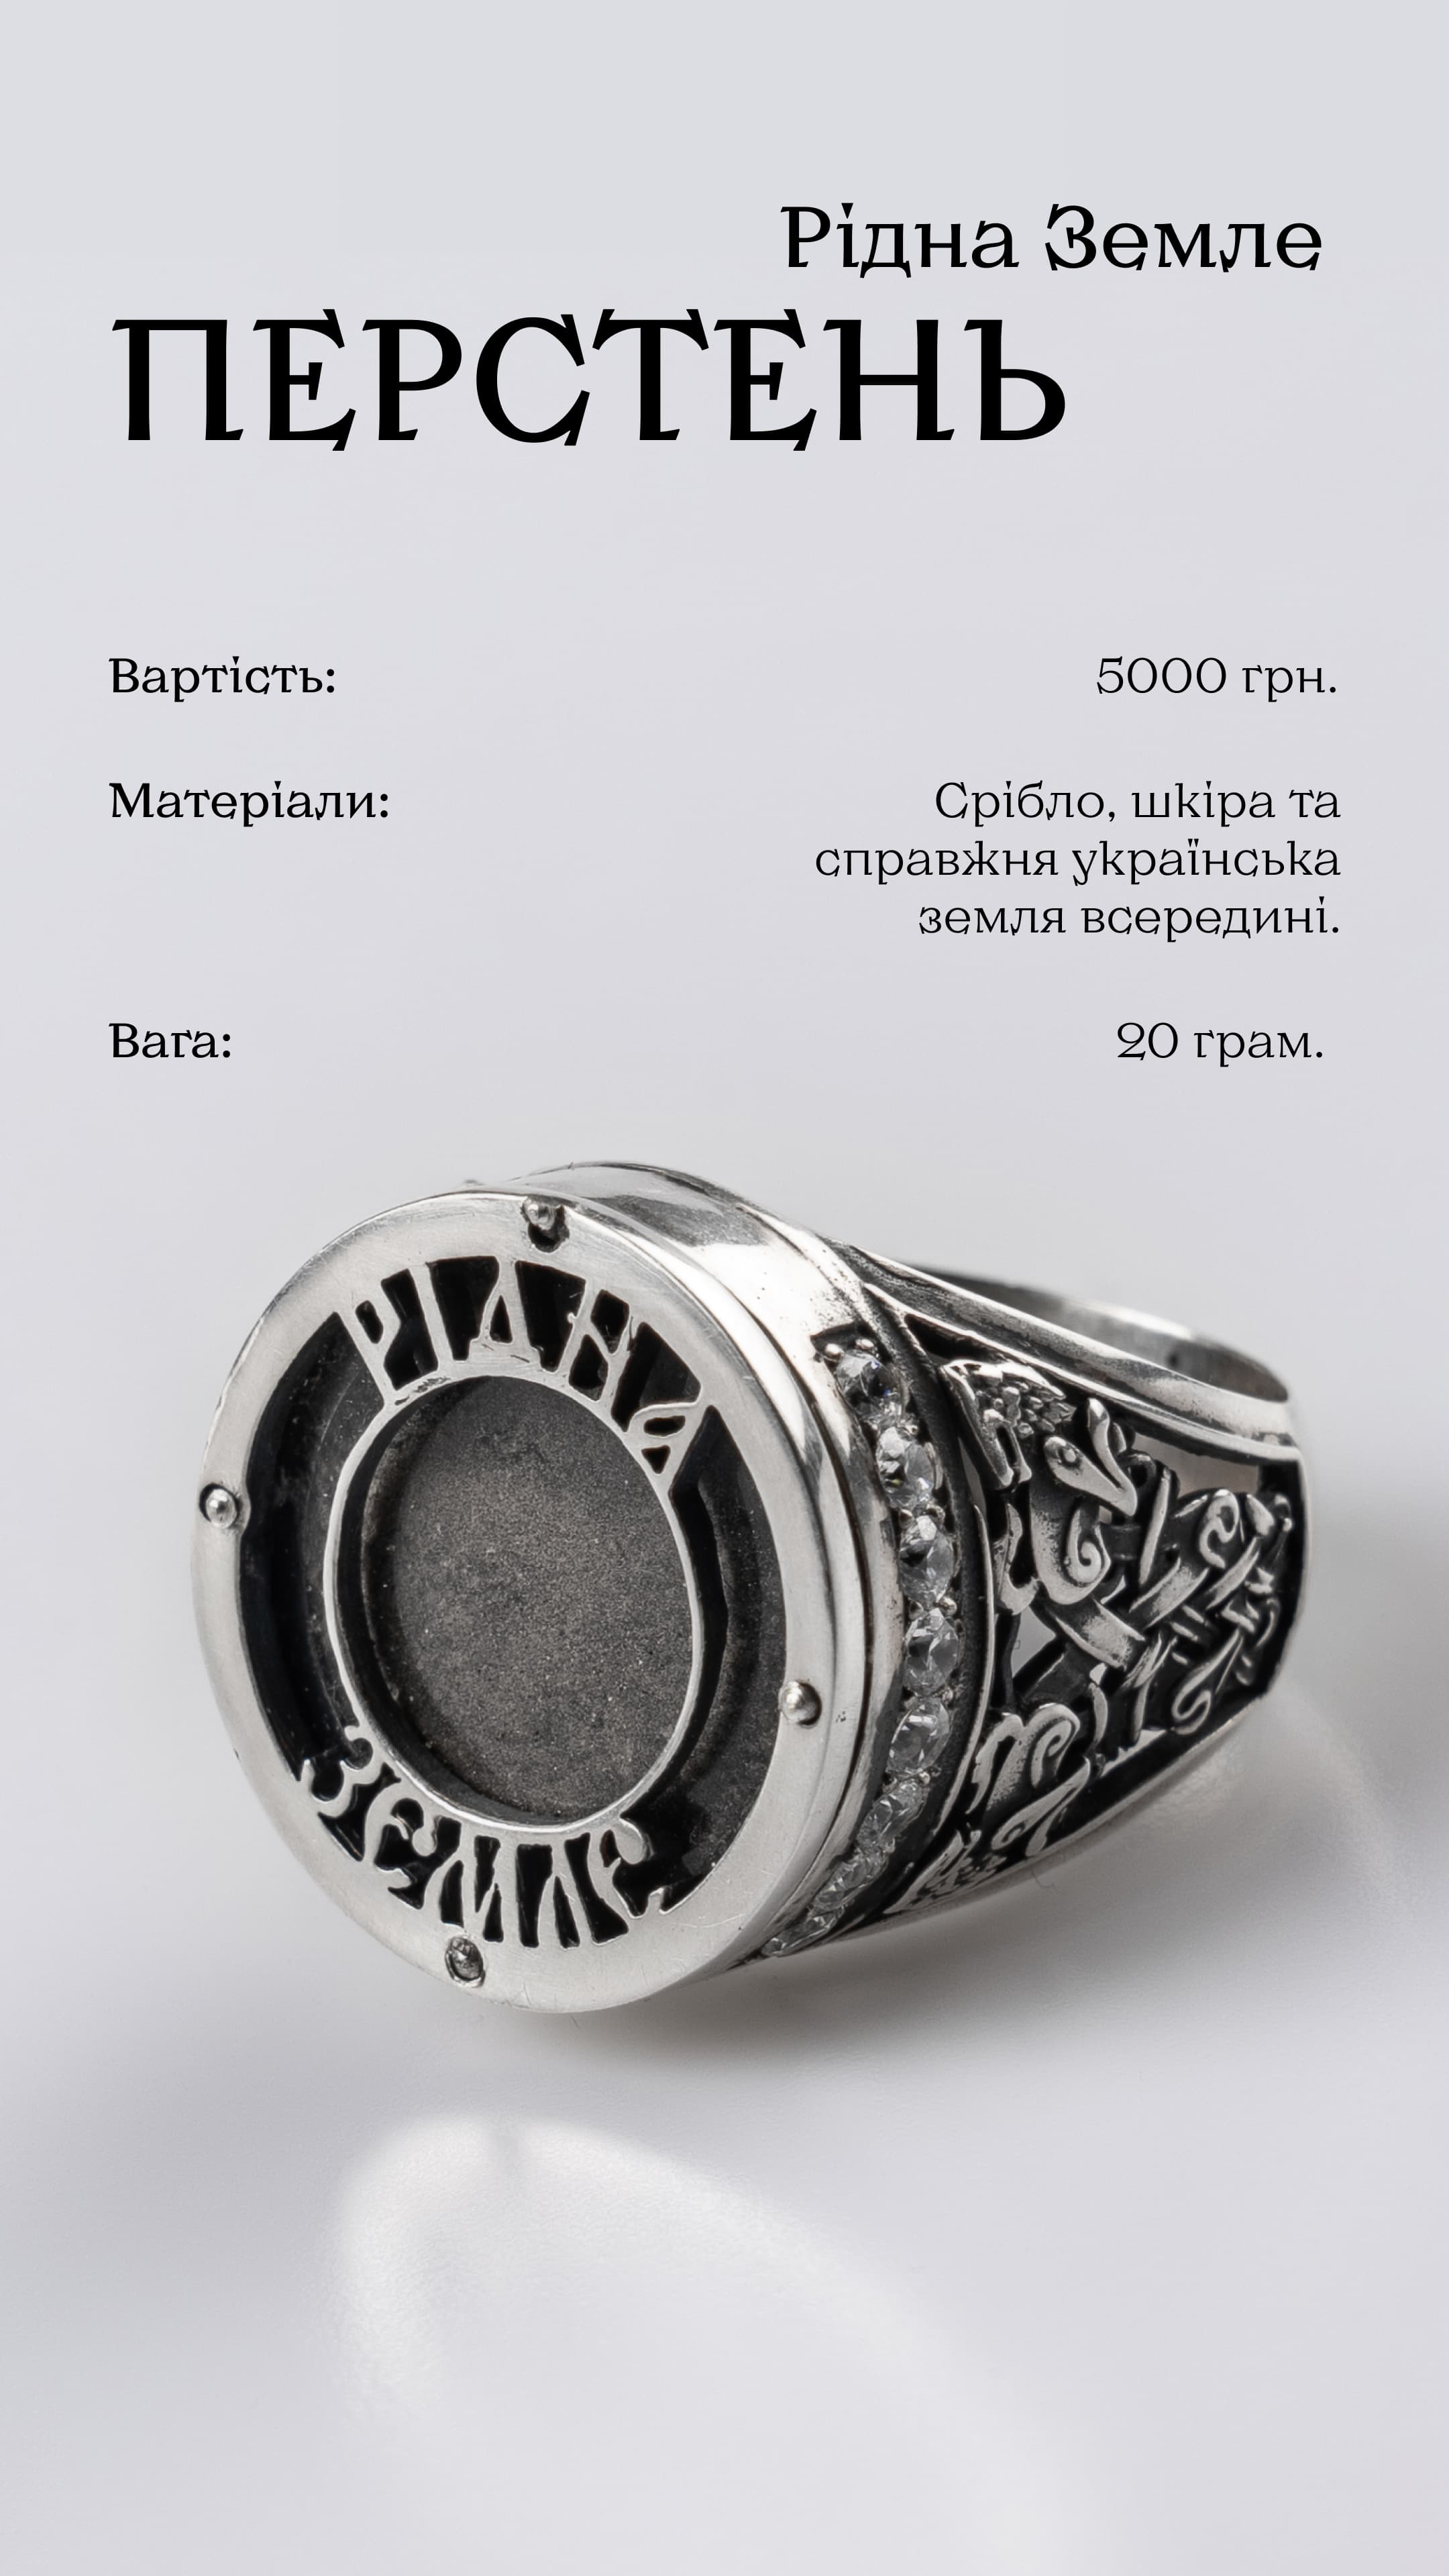 Рідна Земле
ПЕРСТЕНЬ
Вартість:
5000 грн.
Матеріали:
Срібло, шкіра та
справжня українська
земля всередині.
Вага:
20 грам.
РІДНА
ЗЕМЛЕ